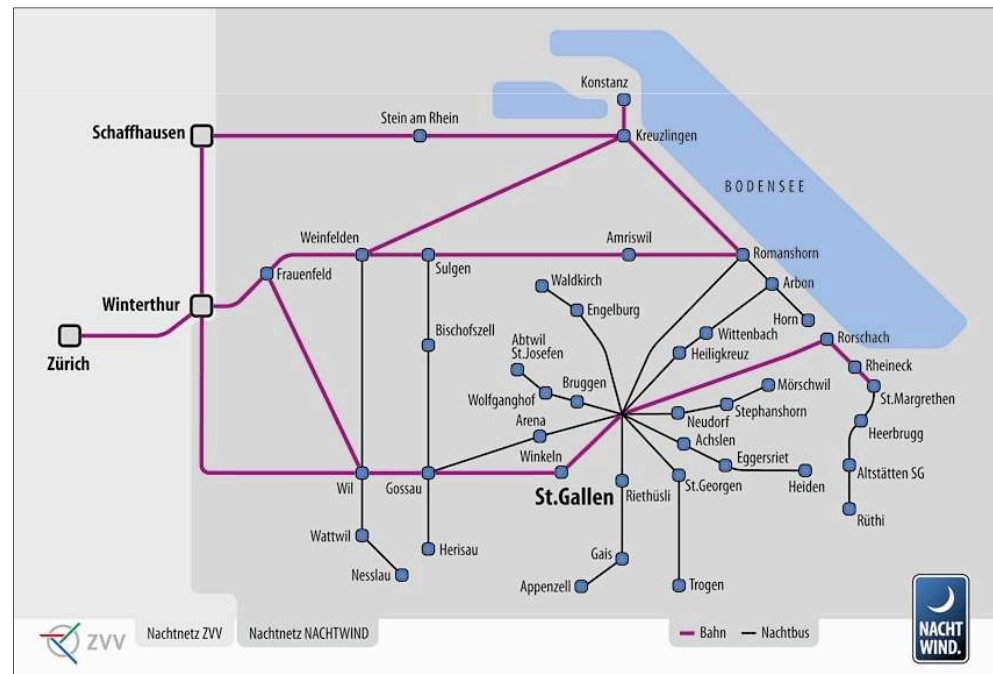 Konstanz
Stein am Rhein
Schaffhausen
Kreuzlingen
BODENSEE
Weinfelden
Amriswil
Romanshorn
Frauenfeld
Sulgen
Waldkirch
Arbon
Winterthur
Engelburg
Horn
Bischofszell
Wittenbach
Rorschach
Zürich
Abtwil
St.Josefen
Heiligkreuz
Rheineck
Bruggen
Mörschwil
Wolfganghof
Stephanshorn
St.Margrethen
Arena
Neudorf
Heerbrugg
Achslen
Winkeln
Eggersriet
Wil
Gossau
St.Gallen
Riethüsli
St.Georgen
Heiden
Altstätten SG
Rüthi
Wattwil
Herisau
Gais
Nesslau
Appenzell
Trogen
ZVV
Nachtnetz ZVV
Nachtnetz NACHTWIND
Bahn
Nachtbus
NACHT
WIND.